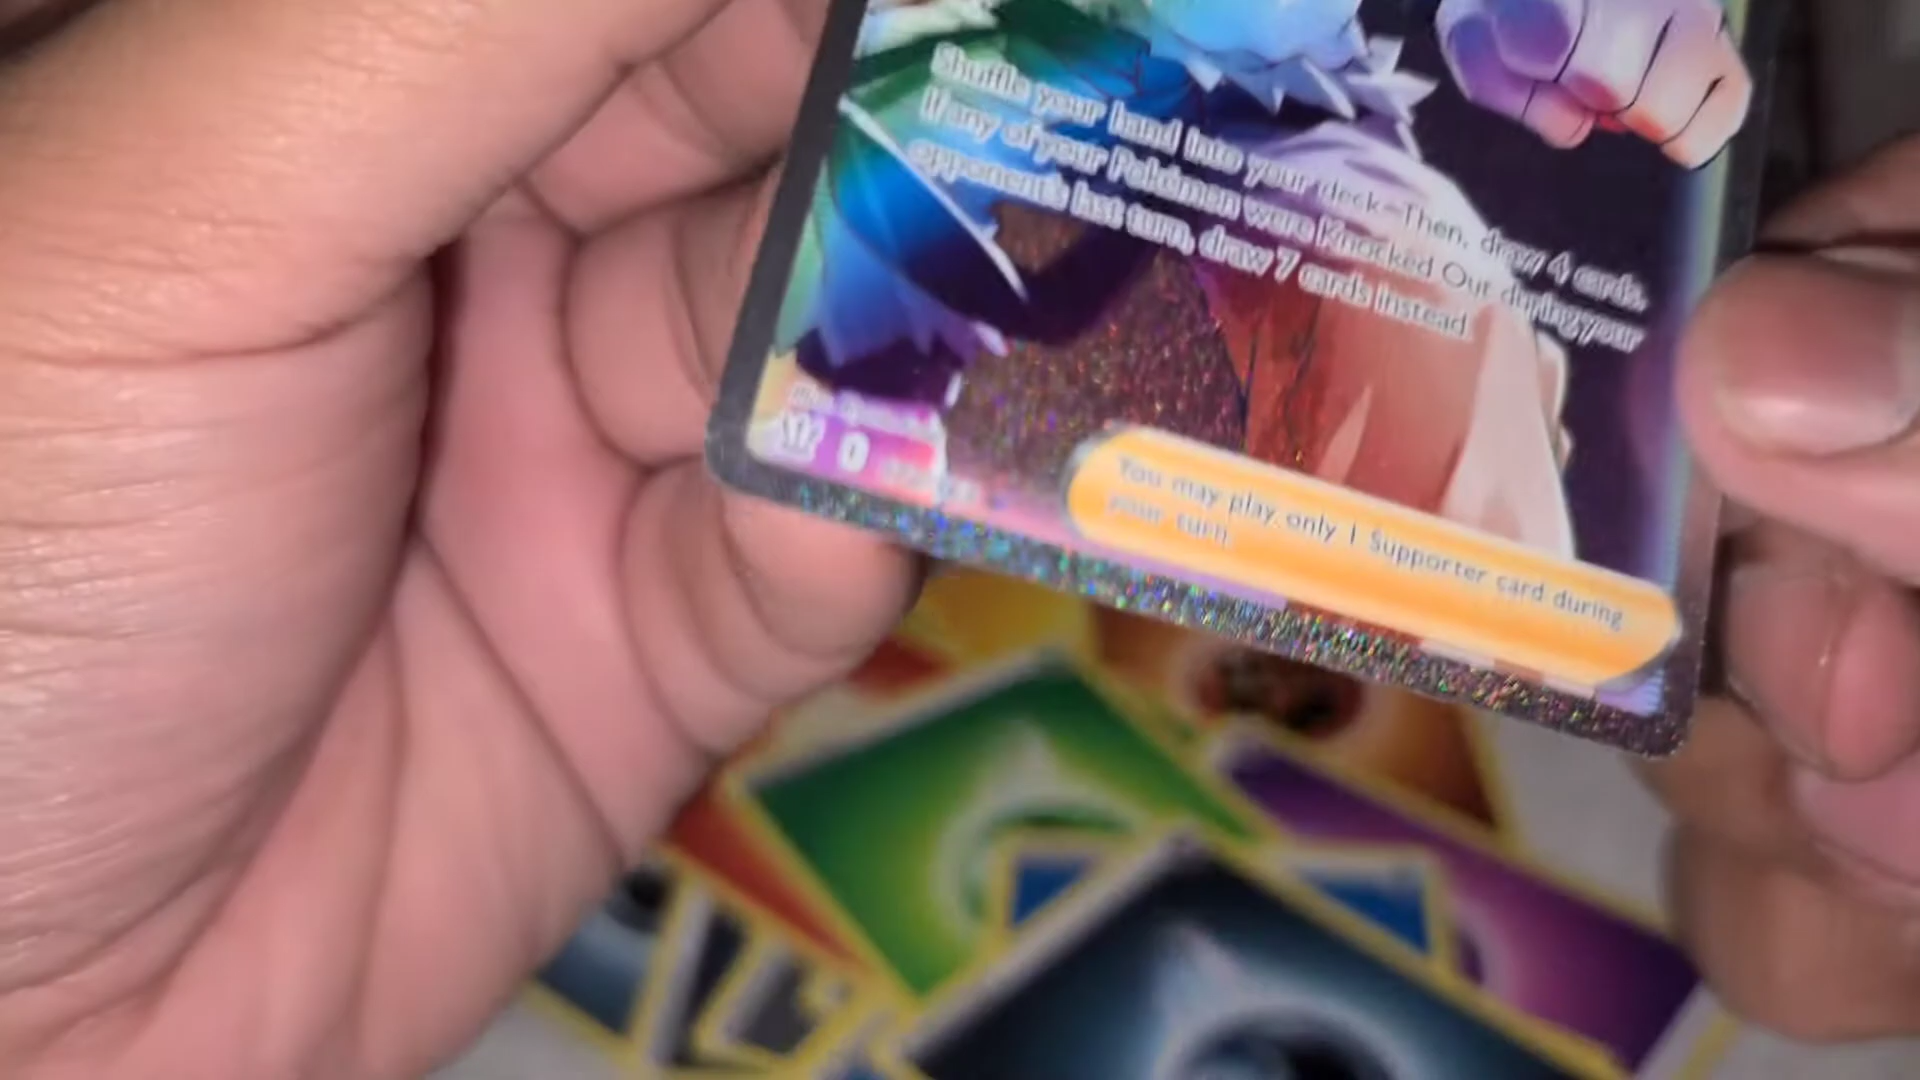 Shuffle your hand into your deck. Then, draw 4 cards.
If any of your Pokémon were Knocked Out during your
opponent's last turn, draw 7 cards instead.
You may play only 1 Supporter card during
your turn.